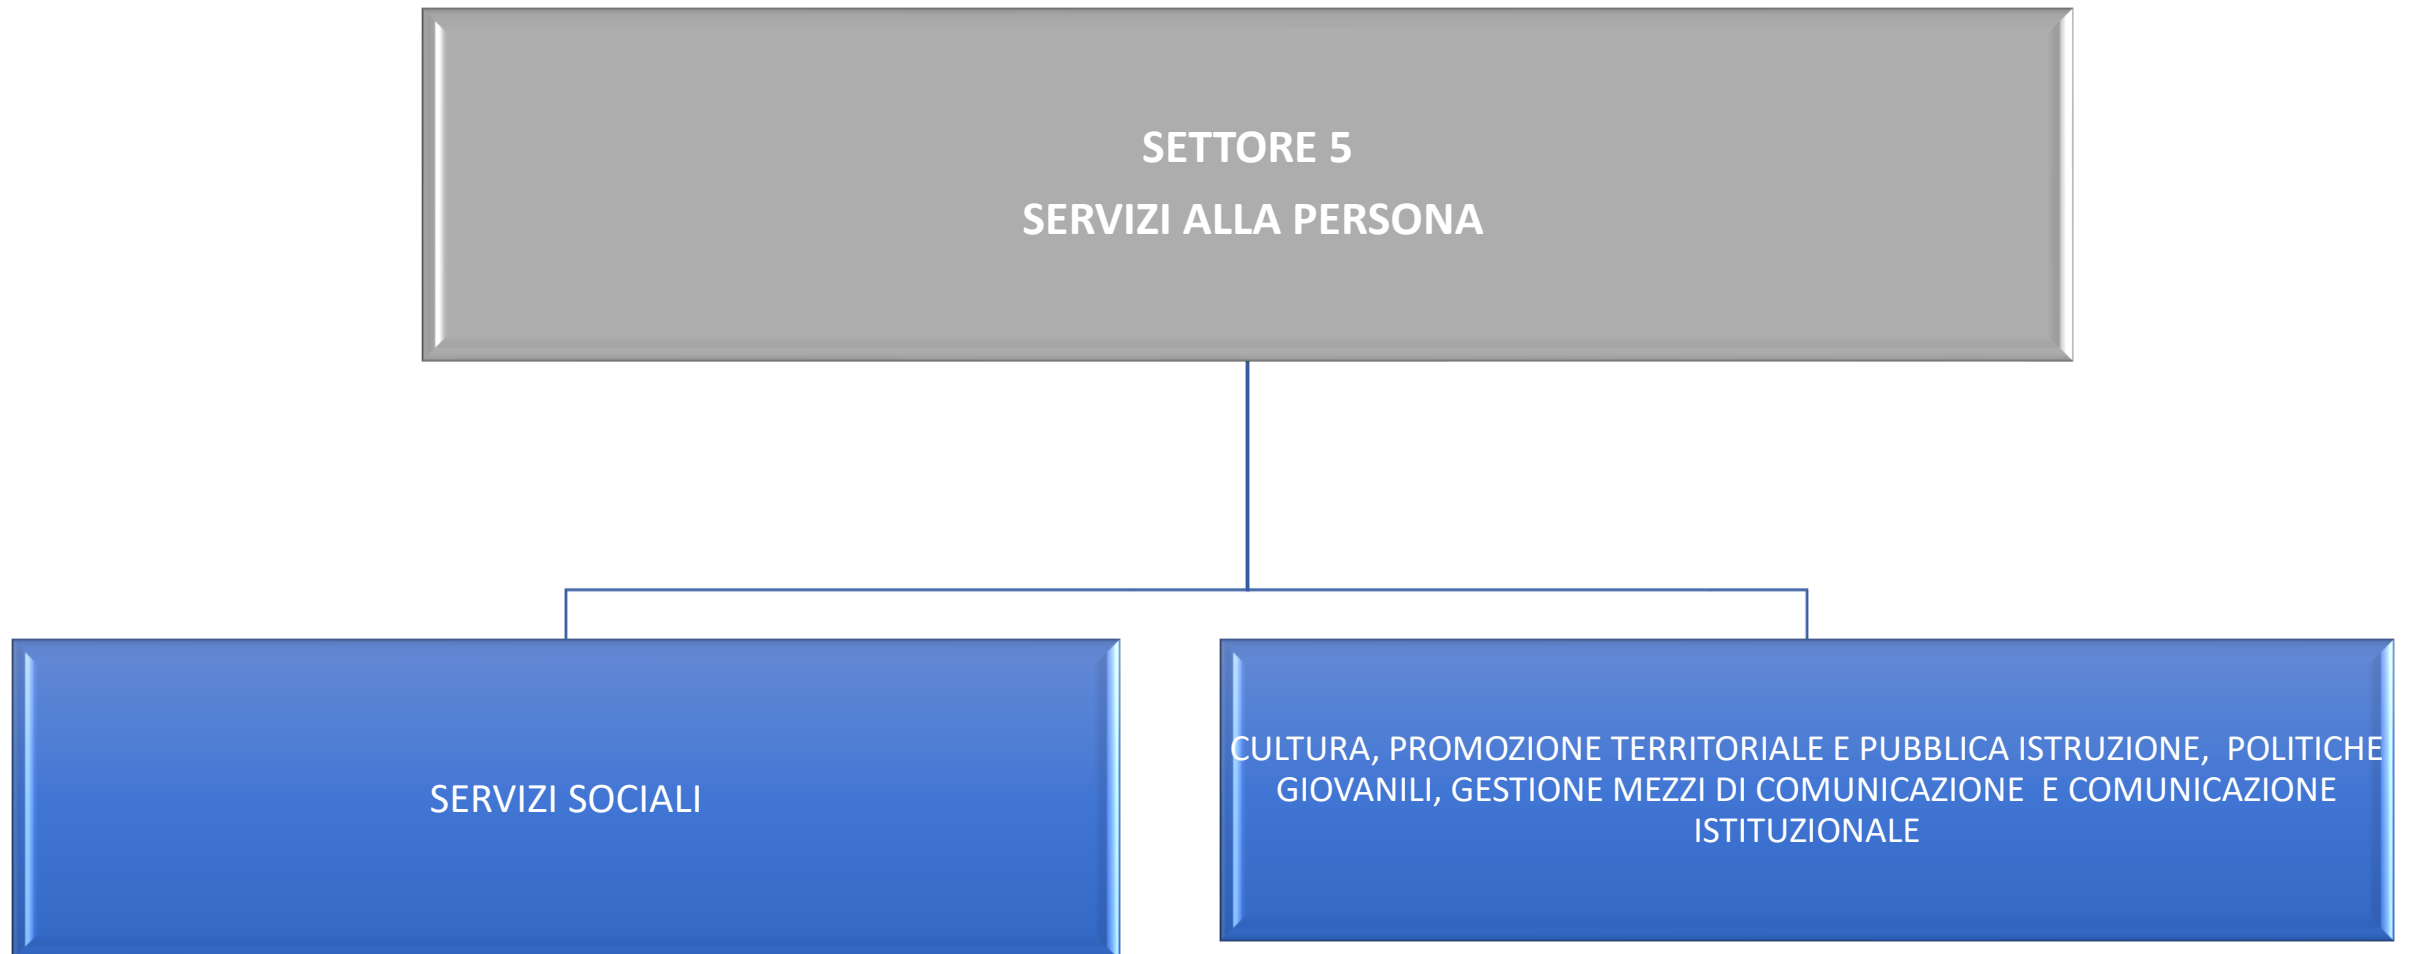 SETTORE 5
SERVIZI ALLA PERSONA
SERVIZI SOCIALI
CULTURA, PROMOZIONE TERRITORIALE E PUBBLICA ISTRUZIONE,  POLITICHE
GIOVANILI, GESTIONE MEZZI DI COMUNICAZIONE  E COMUNICAZIONE
ISTITUZIONALE